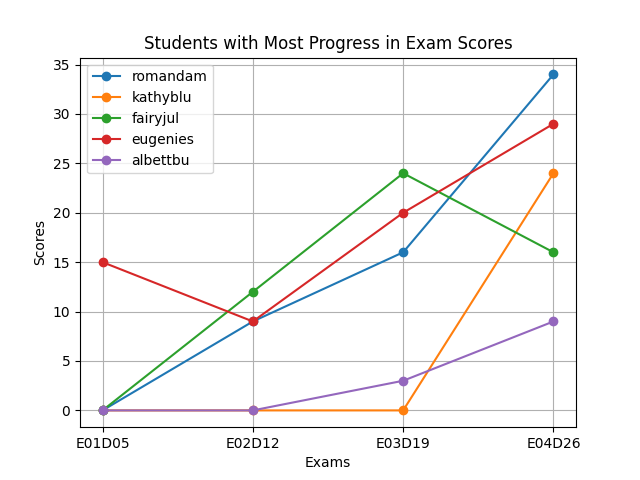 Students with Most Progress in Exam Scores
romandam
kathyblu
fairyjul
eugenies
albettbu
Scores
35
30
25
20
15
10
5
0
E01D05 E02D12 E03D19 E04D26
Exams